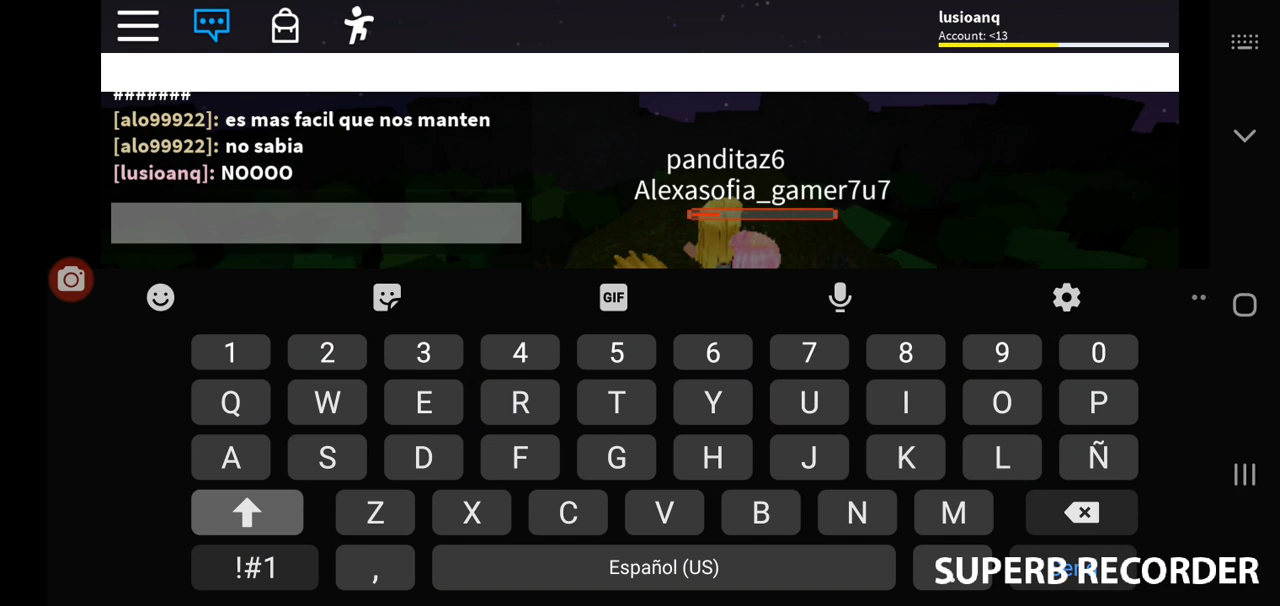 lusioanq
Account: <13
#######
[alo99922]: es mas facil que nos manten
[alo99922]: no sabia
[lusioanq]: NOOOO
panditaz6
Alexasofia_gamer7u7
GIF
1 2 3 4 5 6 7 8 9 0
Q W E R T Y U I O P
A S D F G H J K L Ñ
Z X C V B N M
!#1 , Español (US)
SUPERB RECORDER